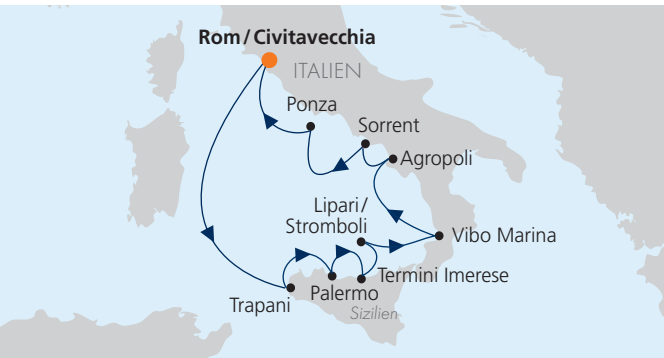 Rom/Civitavecchia
ITALIEN
Ponza
Sorrent
Agropoli
Lipari/
Stromboli
Vibo Marina
Termini Imerese
Trapani
Palermo
Sizilien